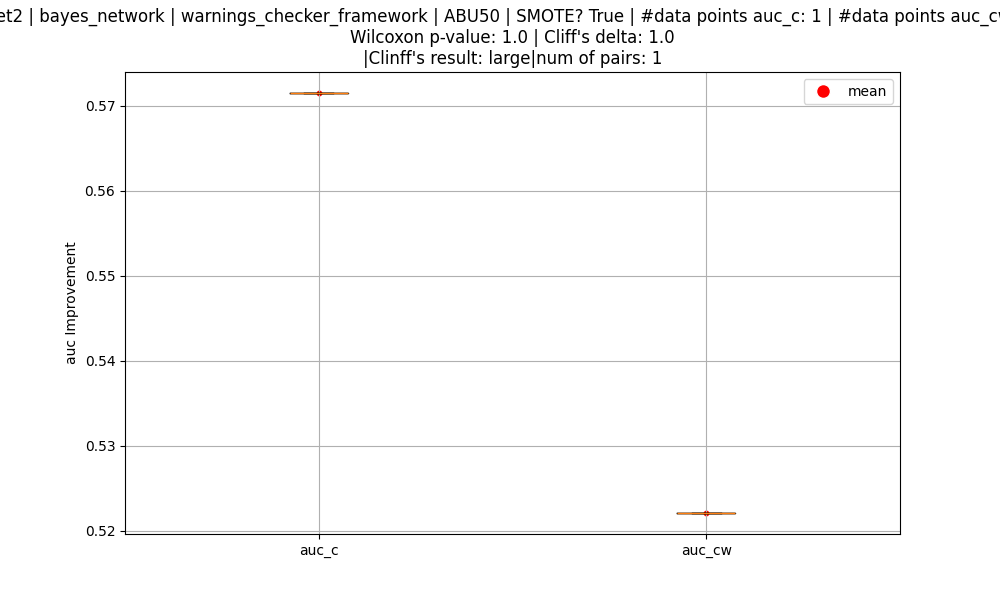 | bayes_network | warnings_checker_framework | ABU50 | SMOTE? True | #data points auc_c: 1 | #data points
Wilcoxon p-value: 1.0 | Cliff's delta: 1.0
|Clinff's result: large|num of pairs: 1
mean
0.57
0.56
0.55
0.54
0.53
0.52
auc Improvement
auc_c
auc_cw